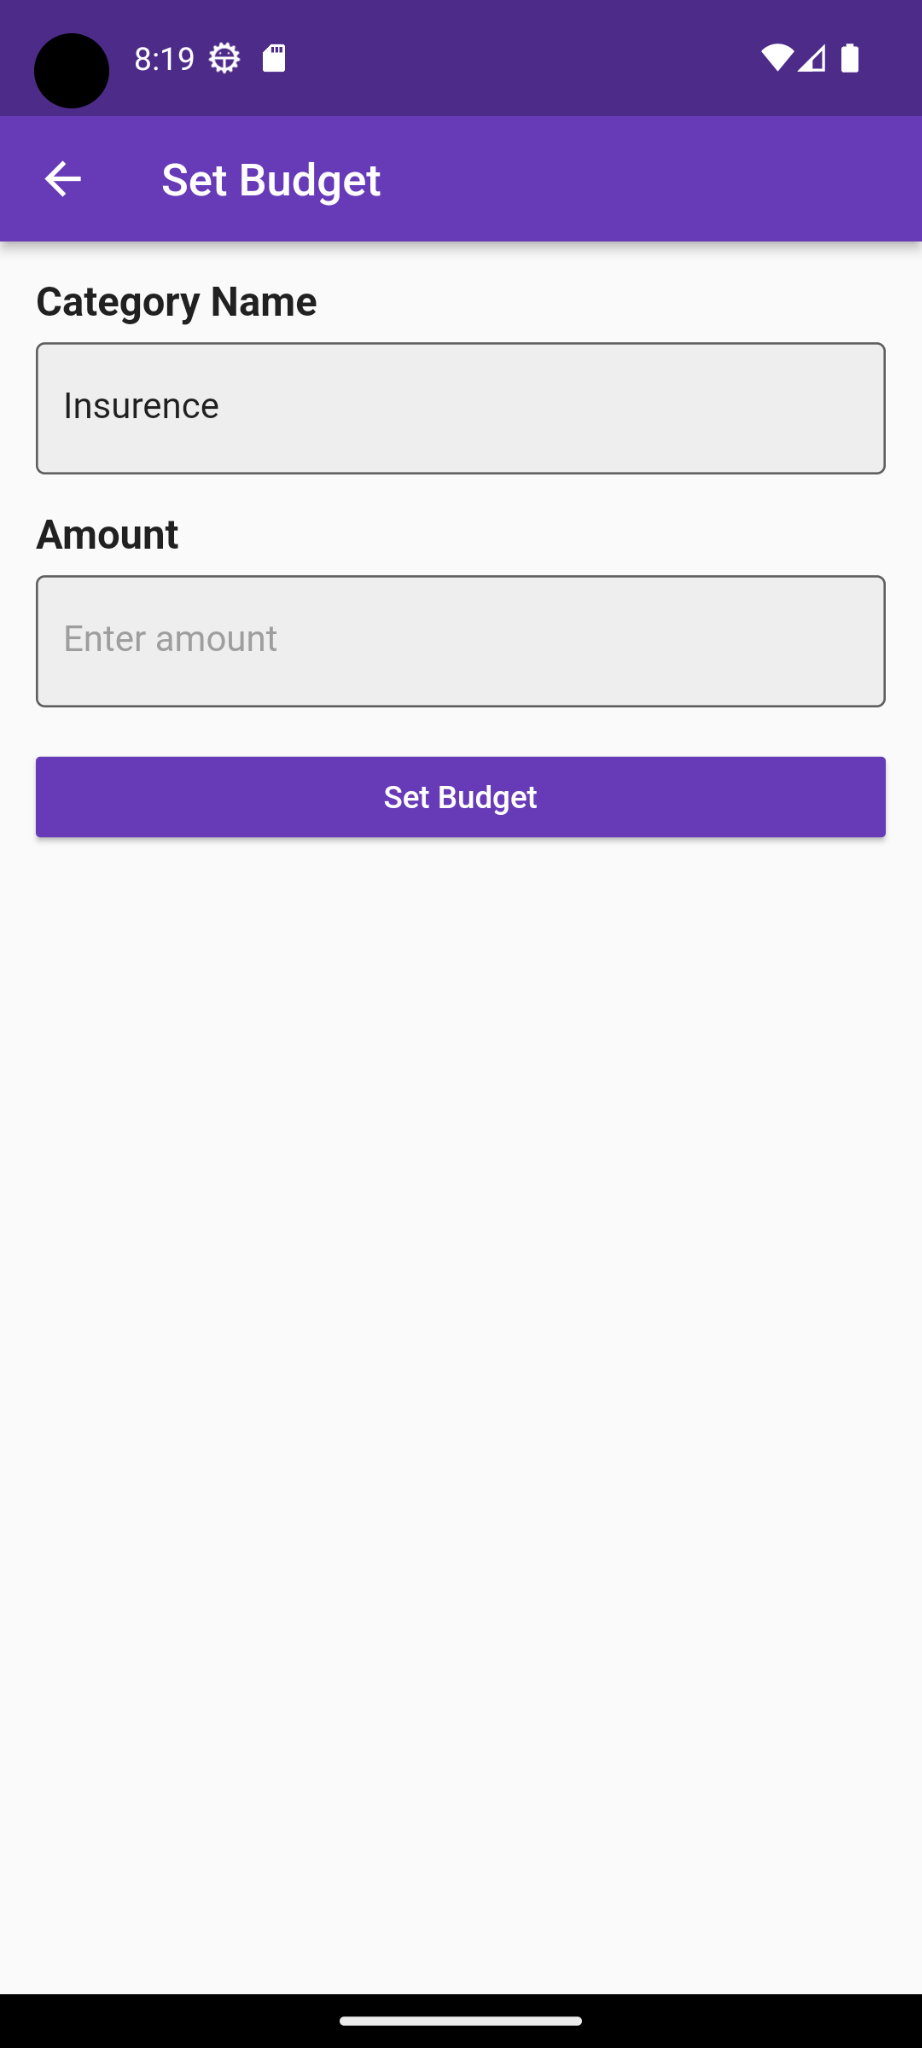 8:19
Set Budget
Category Name
Insurence
Amount
Enter amount
Set Budget